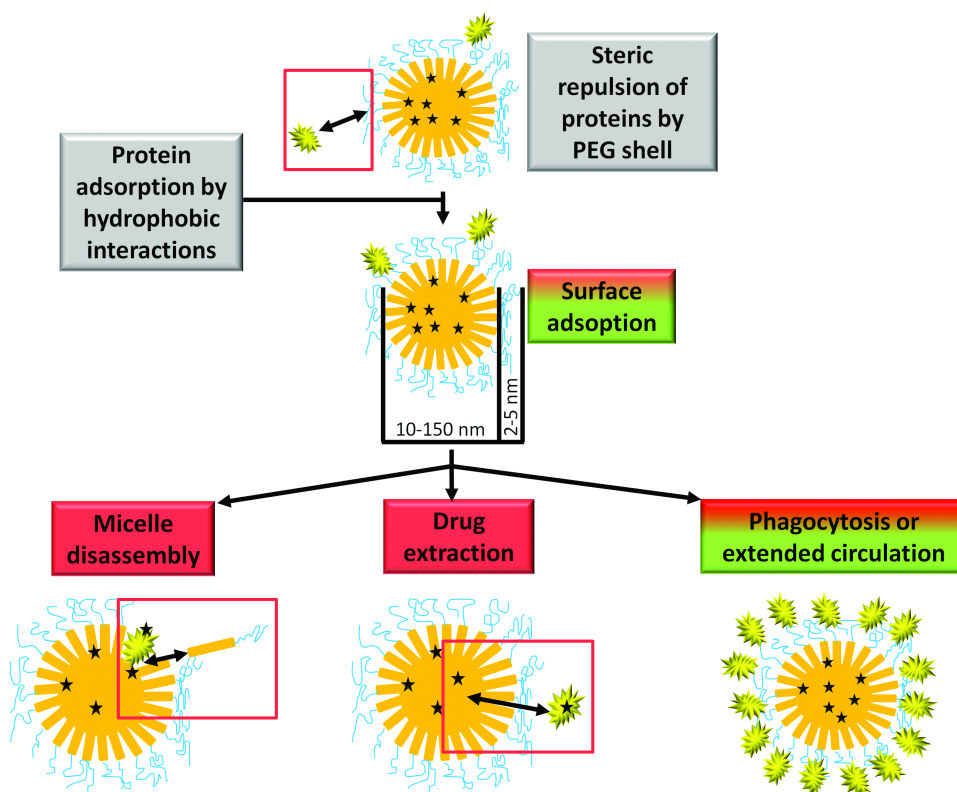 Steric
repulsion of
proteins by
PEG shell
Protein
adsorption by
hydrophobic
interactions
Surface
adsoption
10-150 nm
2-5 nm
Micelle
disassembly
Drug
extraction
Phagocytosis or
extended circulation